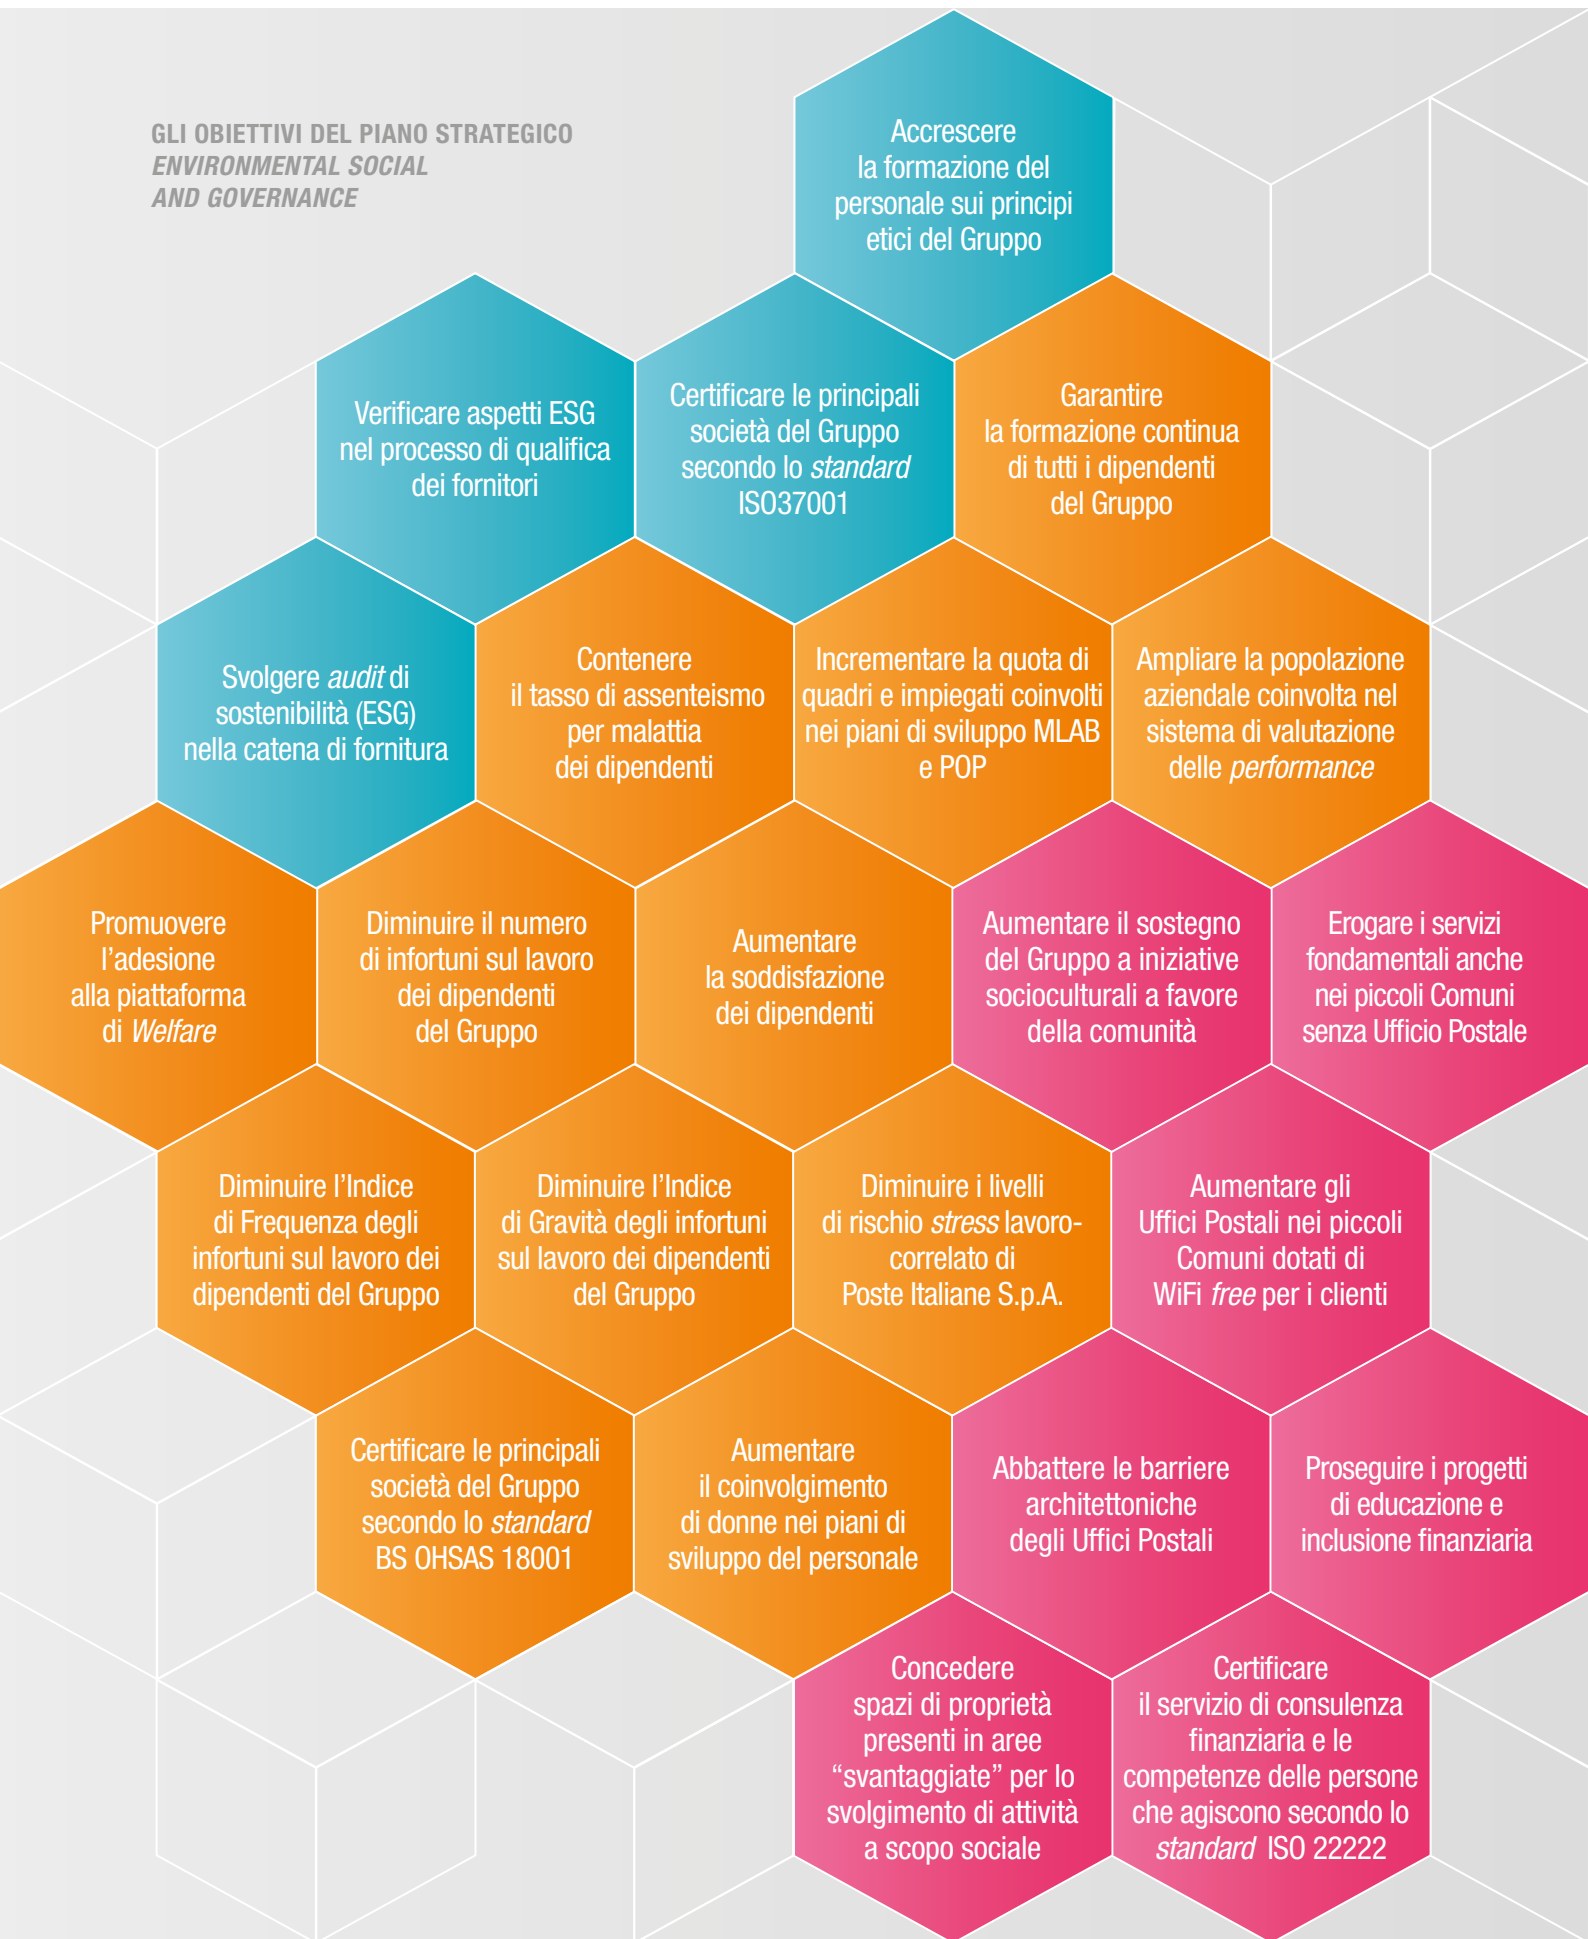 GLI OBIETTIVI DEL PIANO STRATEGICO
ENVIRONMENTAL SOCIAL
AND GOVERNANCE
Accrescere
la formazione del
personale sui principi
etici del Gruppo
Verificare aspetti ESG
nel processo di qualifica
dei fornitori
Certificare le principali
società del Gruppo
secondo lo standard
ISO37001
Garantire
la formazione continua
di tutti i dipendenti
del Gruppo
Svolgere audit di
sostenibilità (ESG)
nella catena di fornitura
Contenere
il tasso di assenteismo
per malattia
dei dipendenti
Incrementare la quota di
quadri e impiegati coinvolti
nei piani di sviluppo MLAB
e POP
Ampliare la popolazione
aziendale coinvolta nel
sistema di valutazione
delle performance
Promuovere
l’adesione
alla piattaforma
di Welfare
Diminuire il numero
di infortuni sul lavoro
dei dipendenti
del Gruppo
Aumentare
la soddisfazione
dei dipendenti
Aumentare il sostegno
del Gruppo a iniziative
socioculturali a favore
della comunità
Erogare i servizi
fondamentali anche
nei piccoli Comuni
senza Ufficio Postale
Diminuire l’Indice
di Frequenza degli
infortuni sul lavoro dei
dipendenti del Gruppo
Diminuire l’Indice
di Gravità degli infortuni
sul lavoro dei dipendenti
del Gruppo
Diminuire i livelli
di rischio stress lavoro-
correlato di
Poste Italiane S.p.A.
Aumentare gli
Uffici Postali nei piccoli
Comuni dotati di
WiFi free per i clienti
Certificare le principali
società del Gruppo
secondo lo standard
BS OHSAS 18001
Aumentare
il coinvolgimento
di donne nei piani di
sviluppo del personale
Abbattere le barriere
architettoniche
degli Uffici Postali
Proseguire i progetti
di educazione e
inclusione finanziaria
Concedere
spazi di proprietà
presenti in aree
“svantaggiate” per lo
svolgimento di attività
a scopo sociale
Certificare
il servizio di consulenza
finanziaria e le
competenze delle persone
che agiscono secondo lo
standard ISO 22222